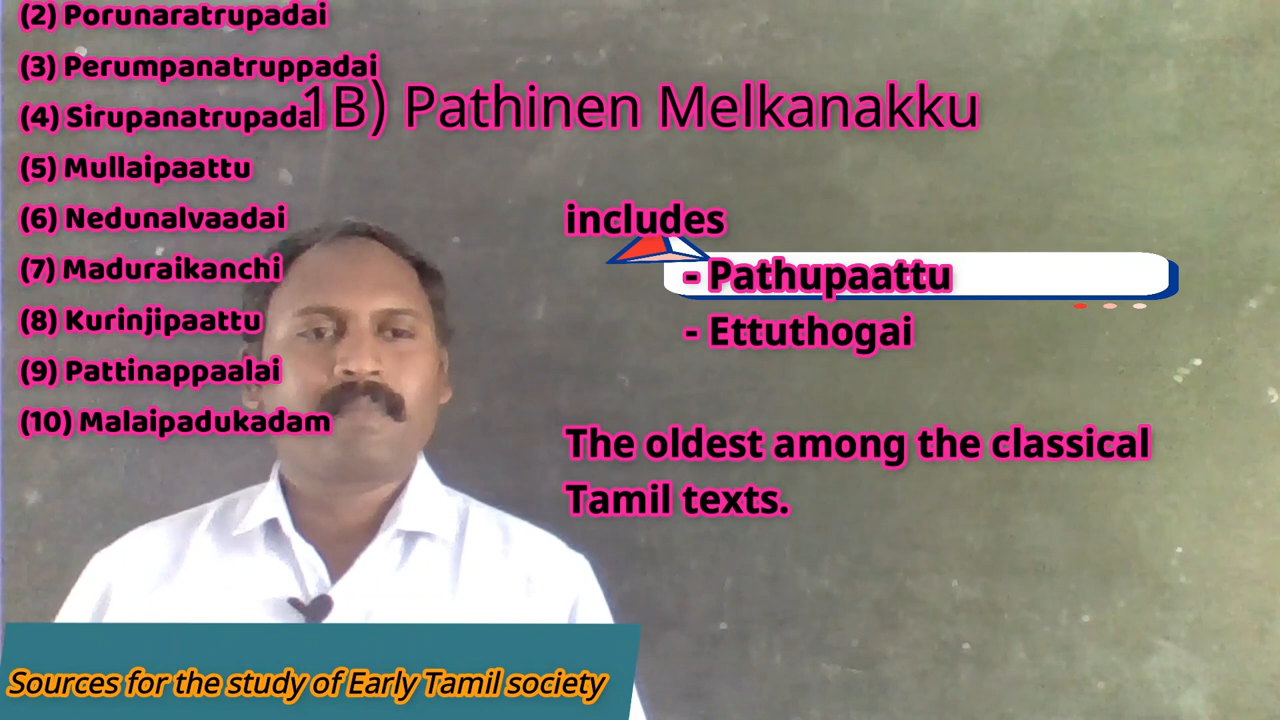 (2) Porunaratrupadai
(3) Perumpanatruppadai
(4) Sirupanatrupada
(5) Mullaipaattu
(6) Nedunalvaadai
(7) Maduraikanchi
(8) Kurinjipaattu
(9) Pattinappaalai
(10) Malaipadukadam
1B) Pathinen Melkanakku
includes
- Pathupaattu
- Ettuthogai
The oldest among the classical
Tamil texts.
Sources for the study of Early Tamil society